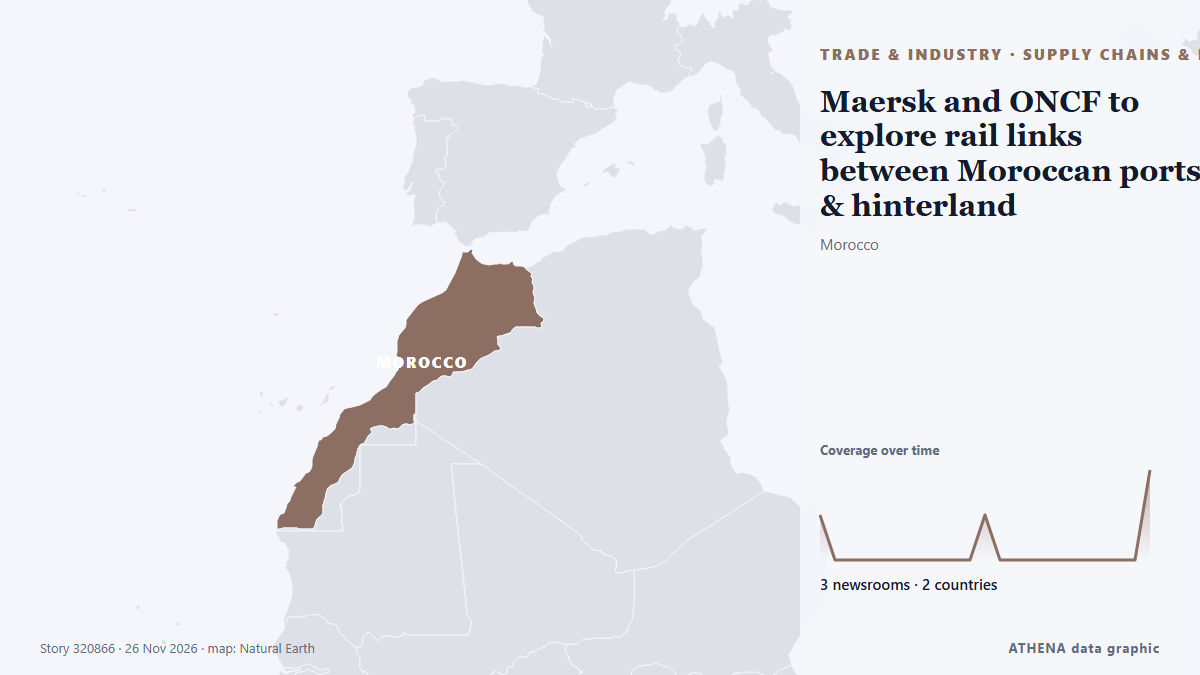 TRADE & INDUSTRY · SUPPLY CHAINS &
Maersk and ONCF to
explore rail links
between Moroccan ports
& hinterland
Morocco
MOROCCO
Coverage over time
3 newsrooms · 2 countries
Story 320866 · 26 Nov 2026 · map: Natural Earth
ATHENA data graphic